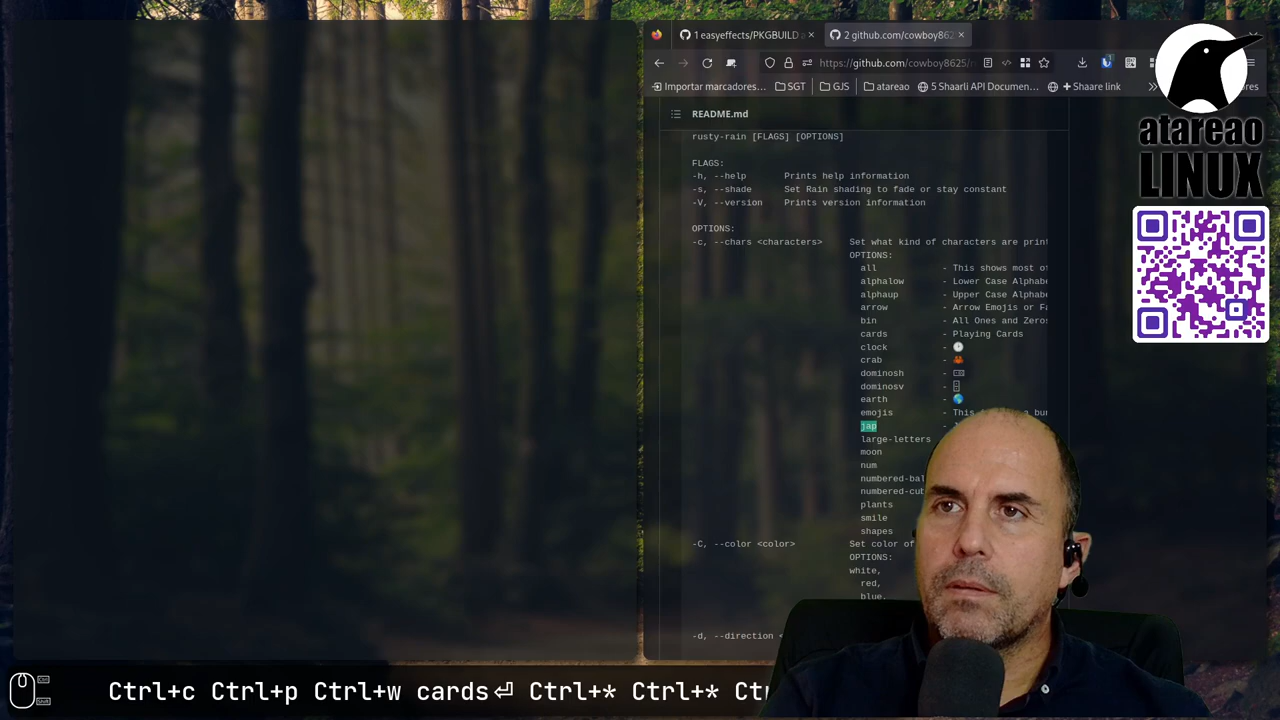 1 easyeffects/PKGBUILD
2 github.com/cowboy862
https://github.com/cowboy8625/
Importar marcadores…
SGT
GJS
atareao
5 Shaarli API Documen…
Shaare link
README.md
rusty-rain [FLAGS] [OPTIONS]
FLAGS:
-h, --help Prints help information
-s, --shade Set Rain shading to fade or stay constant
-V, --version Prints version information
OPTIONS:
-c, --chars <characters> Set what kind of characters are prin
OPTIONS:
all - This shows most o
alphalow - Lower Case Alphabe
alphaup - Upper Case Alphabe
arrow - Arrow Emojis or Fa
bin - All Ones and Zeros
cards - Playing Cards
clock - 🕑
crab - 🦀
dominosh -
dominosv -
earth - 🌎
emojis - This
jap -
large-letters
moon
num
numbered-bal
numbered-cub
plants
smile
shapes
-C, --color <color> Set color of
OPTIONS:
white,
red,
blue,
-d, --direction <
atareao
LINUX
Ctrl+c Ctrl+p Ctrl+w cards⏎ Ctrl+* Ctrl+* Ctr